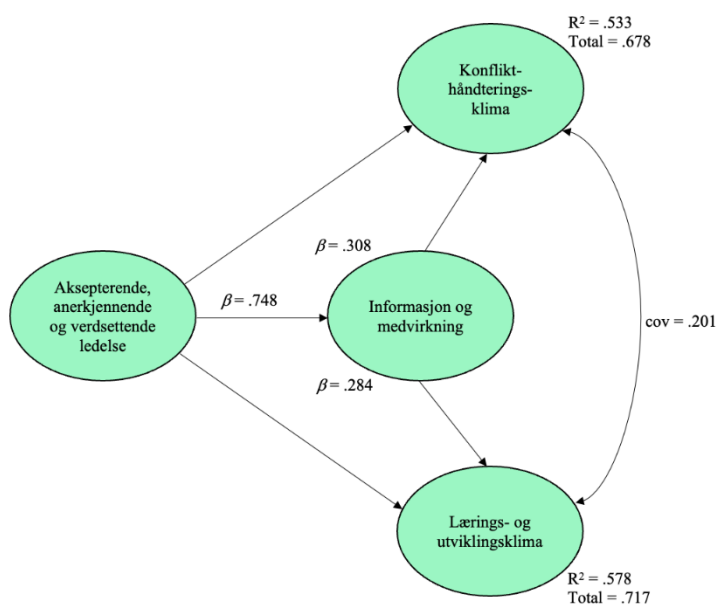 R² = .533
Total = .678
Konflikt-
håndterings-
klima
β = .308
Aksepterende,
anerkjennende
og verdsettende
ledelse
β = .748
Informasjon og
medvirkning
cov = .201
β = .284
Lærings- og
utviklingsklima
R² = .578
Total = .717